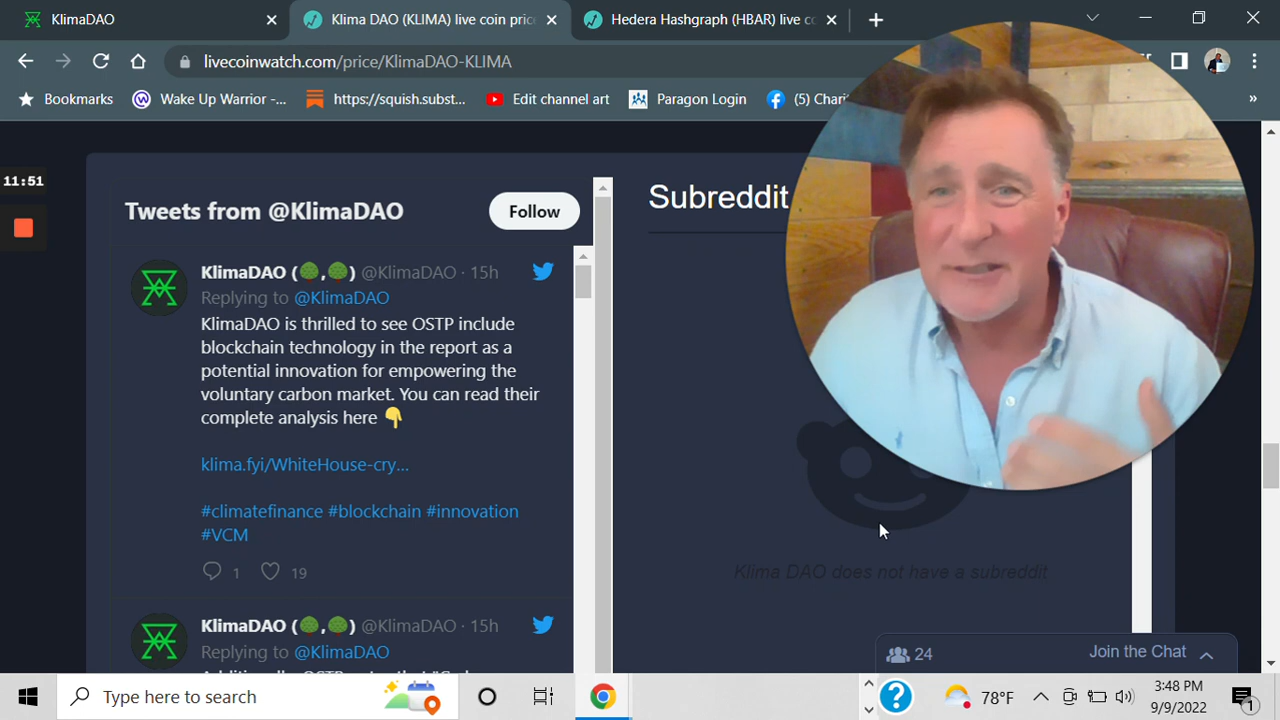 KlimaDAO
Klima DAO (KLIMA) live coin pric
Hedera Hashgraph (HBAR) live co
livecoinwatch.com/price/KlimaDAO-KLIMA
Bookmarks
Wake Up Warrior -...
https://squish.subst...
Edit channel art
Paragon Login
(5) Chari
»
11:51
Tweets from @KlimaDAO
Follow
Subreddit
KlimaDAO (🌳,🌳) @KlimaDAO · 15h
Replying to @KlimaDAO
KlimaDAO is thrilled to see OSTP include
blockchain technology in the report as a
potential innovation for empowering the
voluntary carbon market. You can read their
complete analysis here 👇
klima.fyi/WhiteHouse-cry...
#climatefinance #blockchain #innovation
#VCM
1 19
Klima DAO does not have a subreddit
KlimaDAO (🌳,🌳) @KlimaDAO · 15h
Replying to @KlimaDAO
24
Join the Chat
Type here to search
78°F
3:48 PM
9/9/2022
1